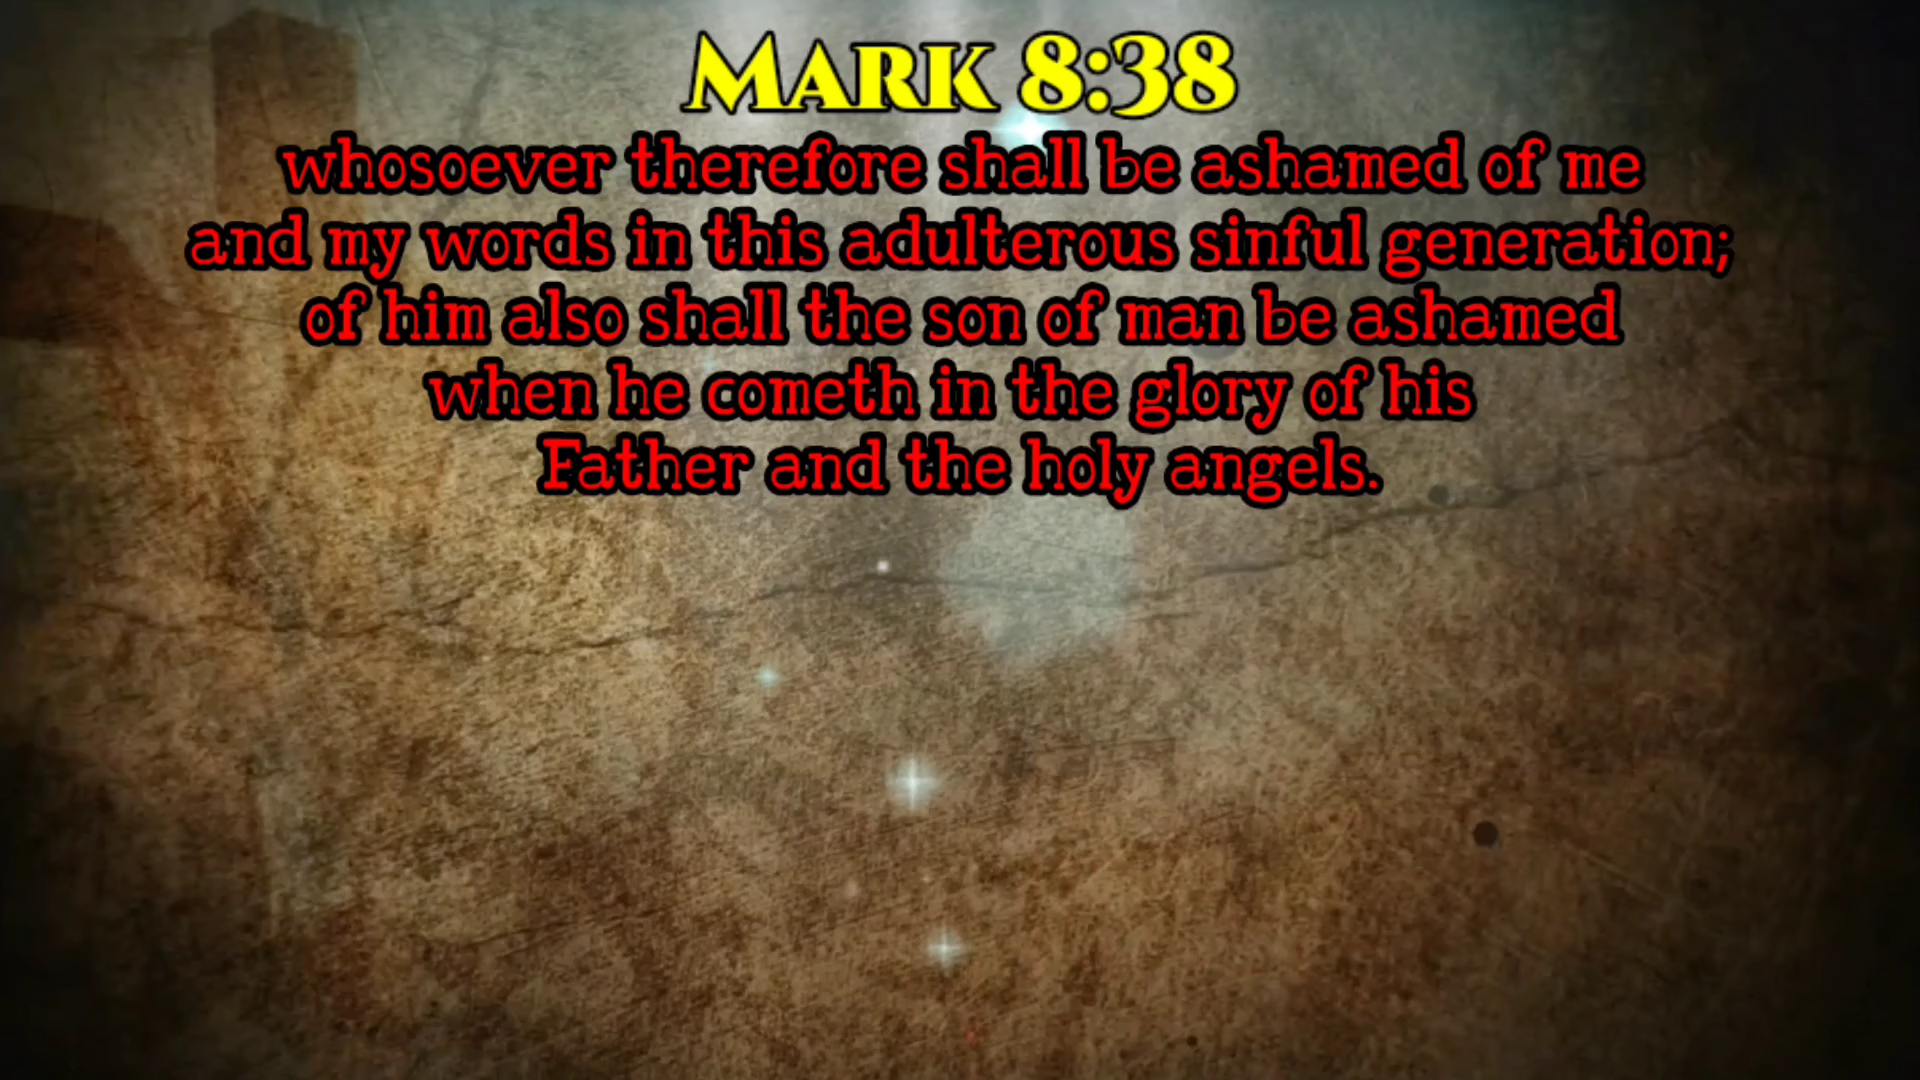 Mark 8:38
whosoever therefore shall be ashamed of me
and my words in this adulterous sinful generation;
of him also shall the son of man be ashamed
when he cometh in the glory of his
Father and the holy angels.